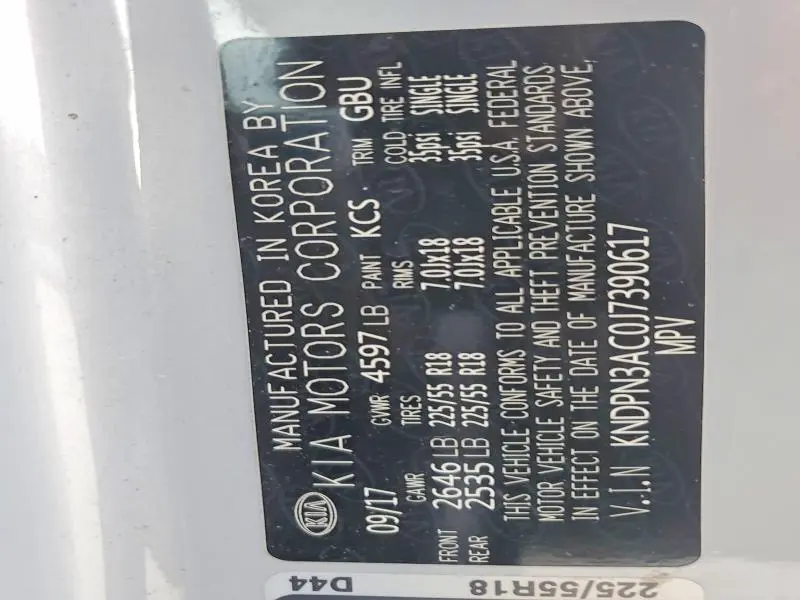 MANUFACTURED IN KOREA BY
KIA KIA MOTORS CORPORATION
09/17 GVWR 4597 LB PAINT KCS TRIM GBU
GAWR TIRES RIMS COLD TIRE INFL
FRONT 2646 LB 225/55 R18 7.0Jx18 35psi SINGLE
REAR 2535 LB 225/55 R18 7.0Jx18 35psi SINGLE
THIS VEHICLE CONFORMS TO ALL APPLICABLE U.S.A. FEDERAL
MOTOR VEHICLE SAFETY AND THEFT PREVENTION STANDARDS
IN EFFECT ON THE DATE OF MANUFACTURE SHOWN ABOVE.
V.I.N KNDPN3AC0J7390617
MPV
D44
225/55R18